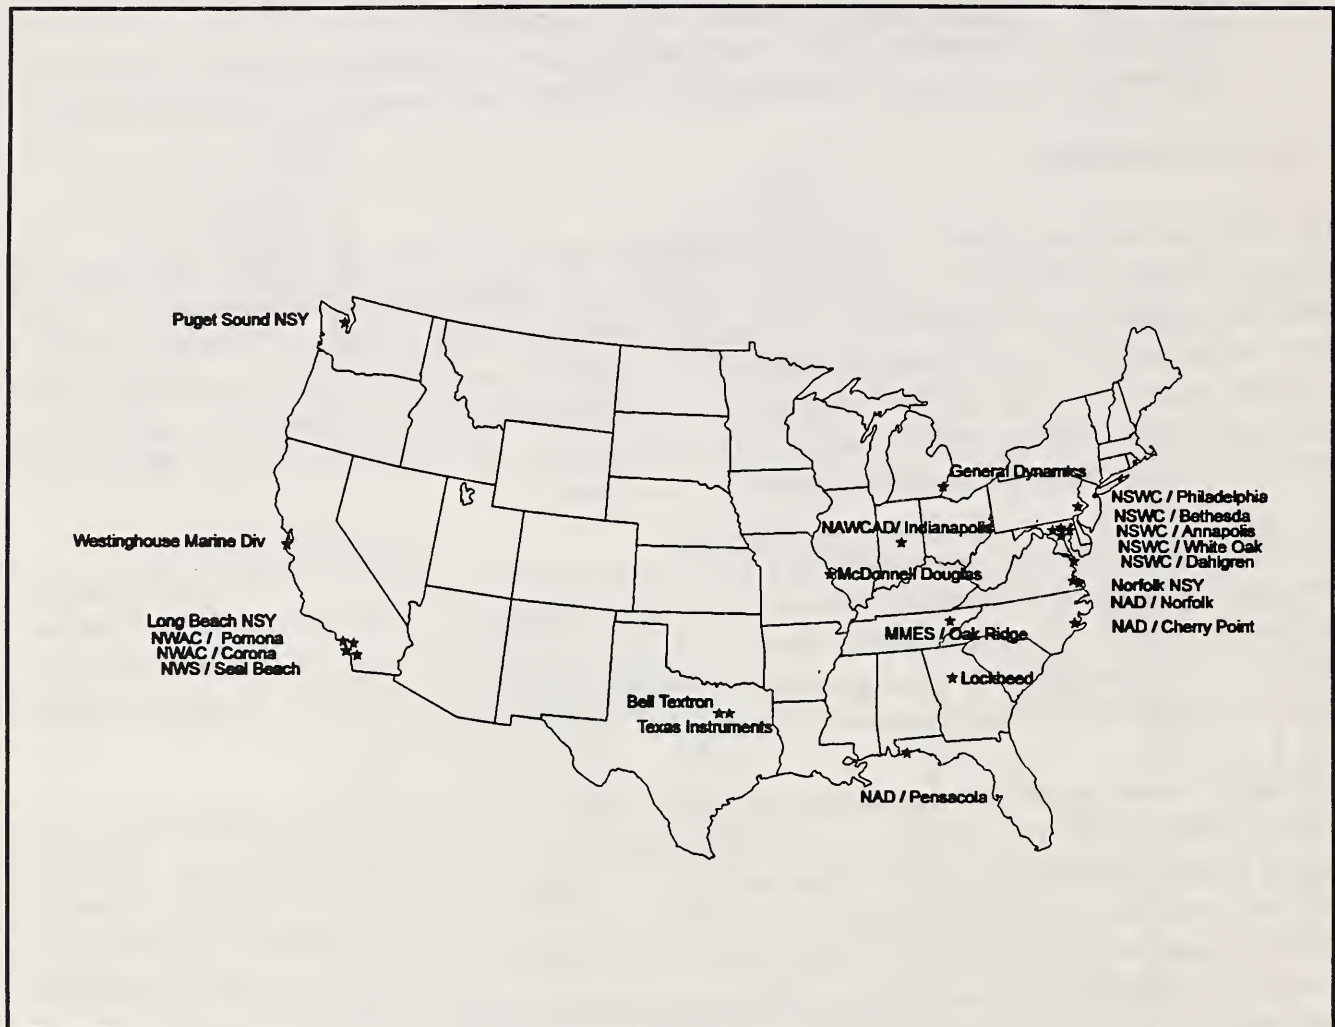 Puget Sound NSY
General Dynamics
NSWC / Philadelphia
NSWC / Bethesda
NAWCAD/ Indianapolis
NSWC / Annapolis
Westinghouse Marine Div
NSWC / White Oak
NSWC / Dahlgren
McDonnell Douglas
Norfolk NSY
NAD / Norfolk
Long Beach NSY
NAD / Cherry Point
MMES / Oak Ridge
NWAC / Pomona
NWAC / Corona
NWS / Seal Beach
Lockheed
Bell Textron
Texas Instruments
NAD / Pensacola